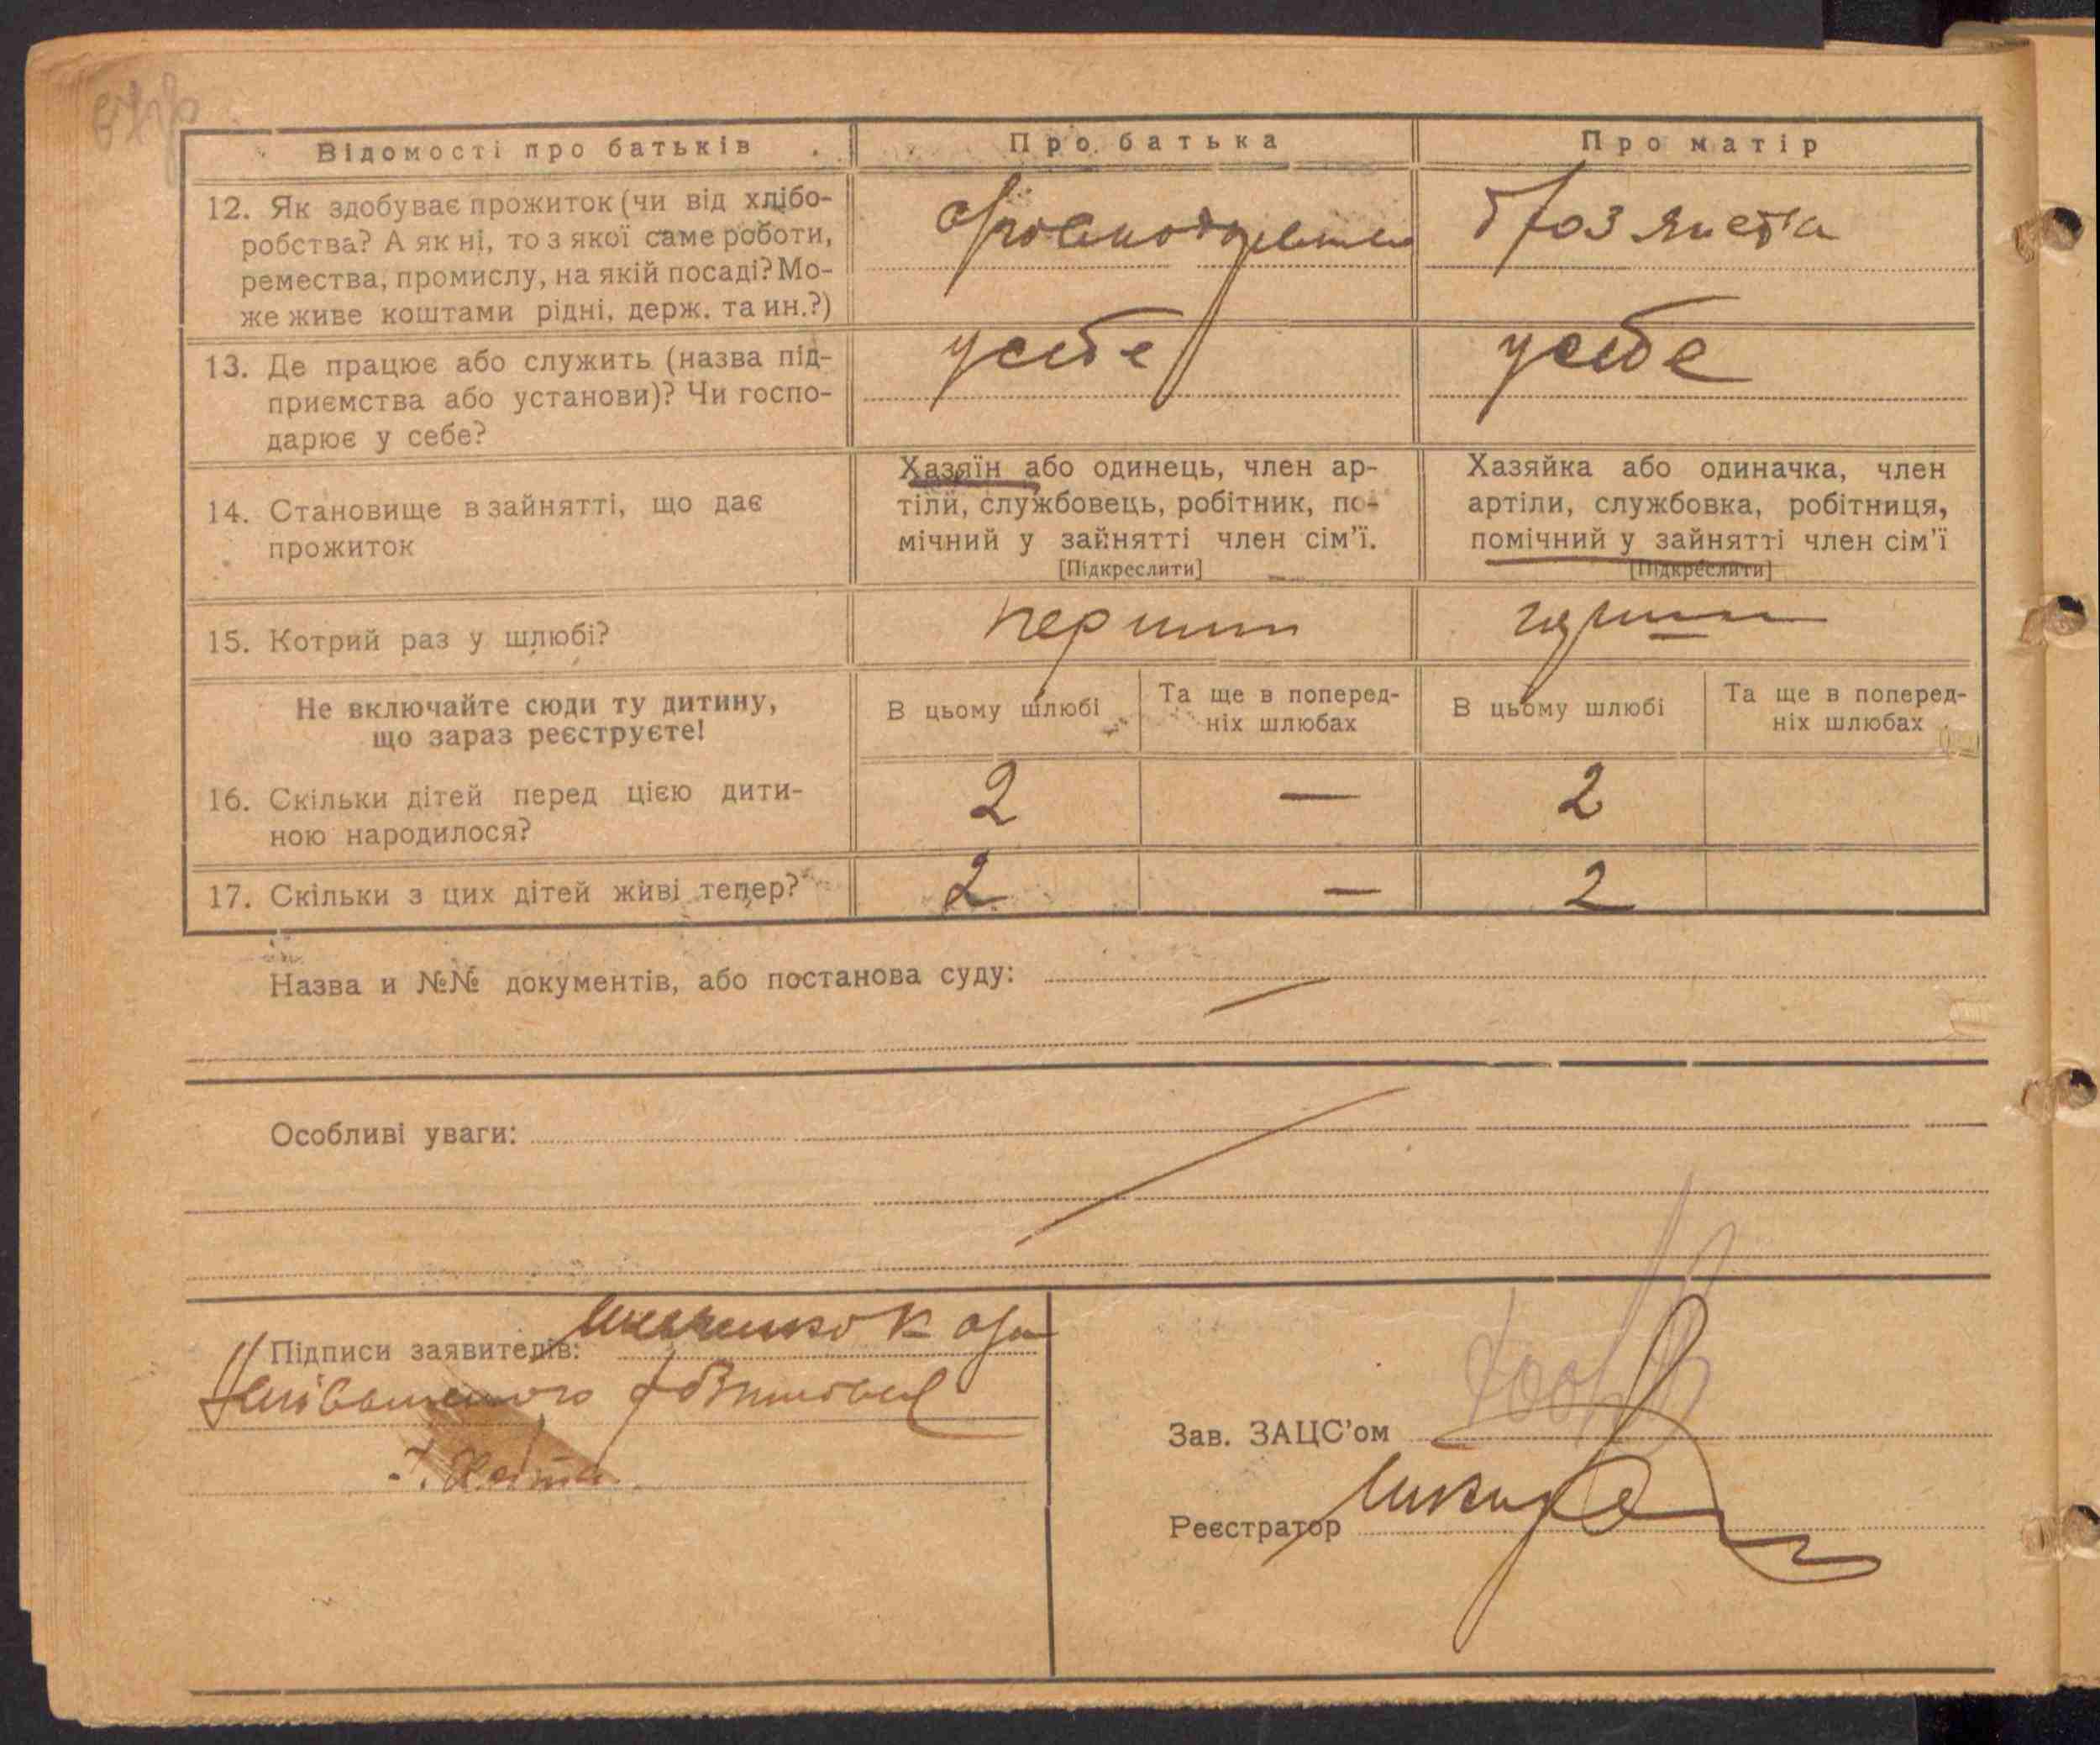 Відомості про батьків
Про батька
Про матір
12. Як здобуває прожиток (чи від хлібо-
робства? А як ні, то з якої саме роботи,
ремества, промислу, на якій посаді? Мо-
же живе коштами рідні, держ. та ин.?)
13. Де працює або служить (назва під-
приємства або установи)? Чи госпо-
дарює у себе?
усебе
усебе
14. Становище в зайнятті, що дає
прожиток
Хазяїн або одинець, член ар-
тіли, службовець, робітник, по-
мічний у зайнятті член сім'ї.
[Підкреслити]
Хазяйка або одиначка, член
артіли, службовка, робітниця,
помічний у зайнятті член сім'ї
[Підкреслити]
15. Котрий раз у шлюбі?
перший
перший
Не включайте сюди ту дитину,
що зараз реєструєте!
В цьому шлюбі
Та ще в поперед-
ніх шлюбах
В цьому шлюбі
Та ще в поперед-
ніх шлюбах
16. Скільки дітей перед цією дити-
ною народилося?
2 — 2
17. Скільки з цих дітей живі тепер?
2 — 2
Назва и №№ документів, або постанова суду: —
Особливі уваги:
Підписи заявителів:
Зав. ЗАЦС'ом
Реєстратор